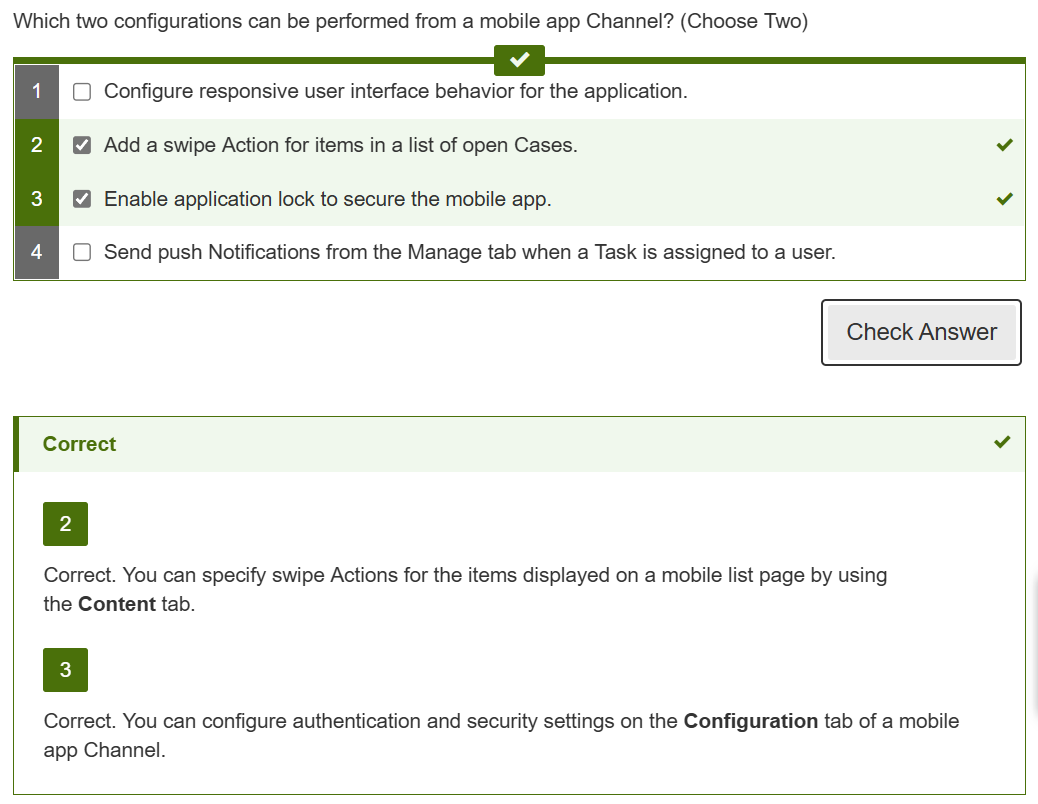 Which two configurations can be performed from a mobile app Channel? (Choose Two)
1 Configure responsive user interface behavior for the application.
2 Add a swipe Action for items in a list of open Cases.
3 Enable application lock to secure the mobile app.
4 Send push Notifications from the Manage tab when a Task is assigned to a user.
Check Answer
Correct
2
Correct. You can specify swipe Actions for the items displayed on a mobile list page by using
the Content tab.
3
Correct. You can configure authentication and security settings on the Configuration tab of a mobile
app Channel.